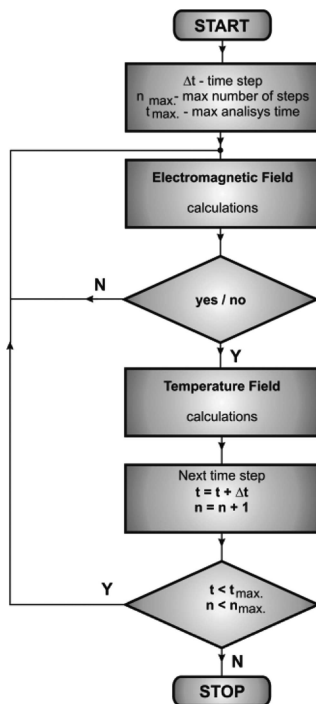 START
Δt - time step
n max. - max number of steps
t max. - max analisys time
Electromagnetic Field
calculations
N
yes / no
Y
Temperature Field
calculations
Next time step
t = t + Δt
n = n + 1
Y
t < t max.
n < n max.
N
STOP